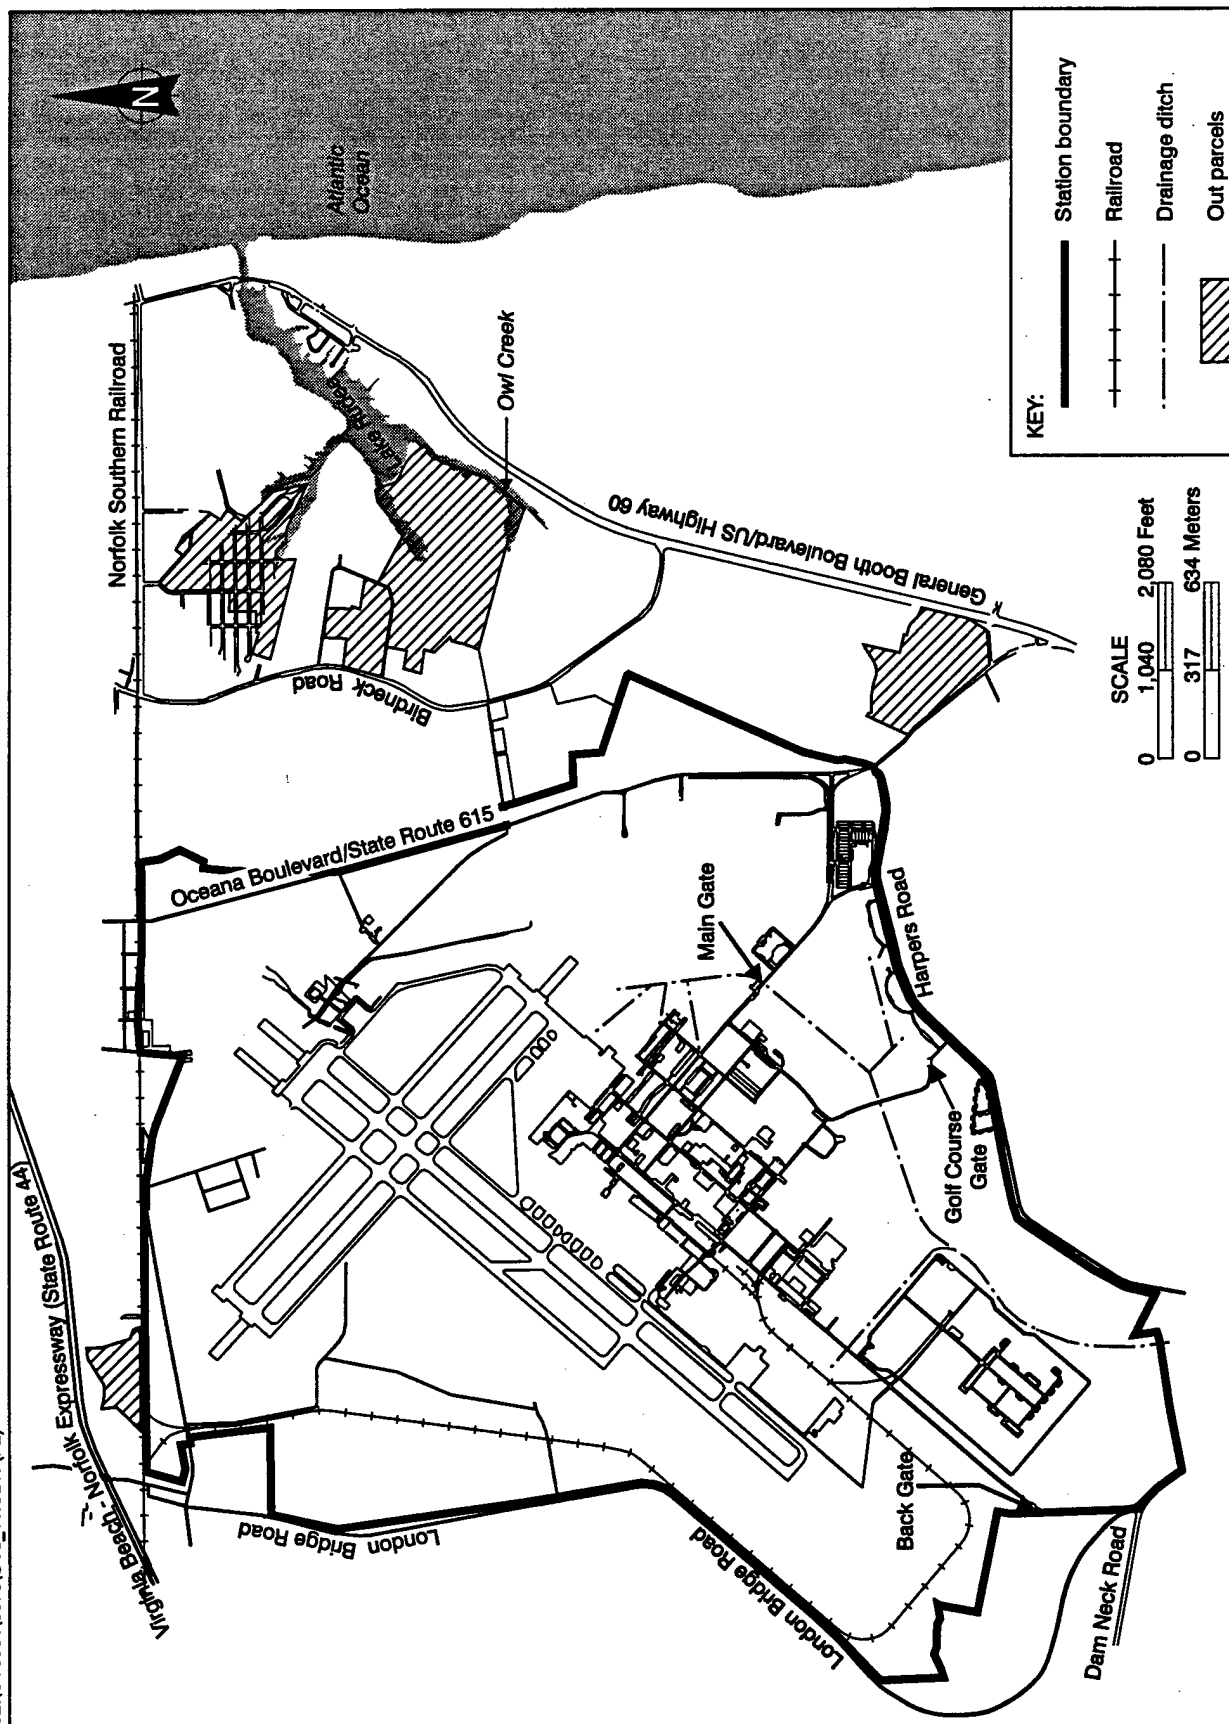 N
Atlantic
Ocean
Norfolk Southern Railroad
Lake Rudee
Owl Creek
General Booth Boulevard/US Highway 60
Birdneck Road
Oceana Boulevard/State Route 615
Main Gate
Harpers Road
Golf Course
Gate
Virginia Beach - Norfolk Expressway (State Route 44)
London Bridge Road
London Bridge Road
Back Gate
Dam Neck Road
SCALE
0 1,040 2,080 Feet
0 317 634 Meters
KEY:
Station boundary
Railroad
Drainage ditch
Out parcels